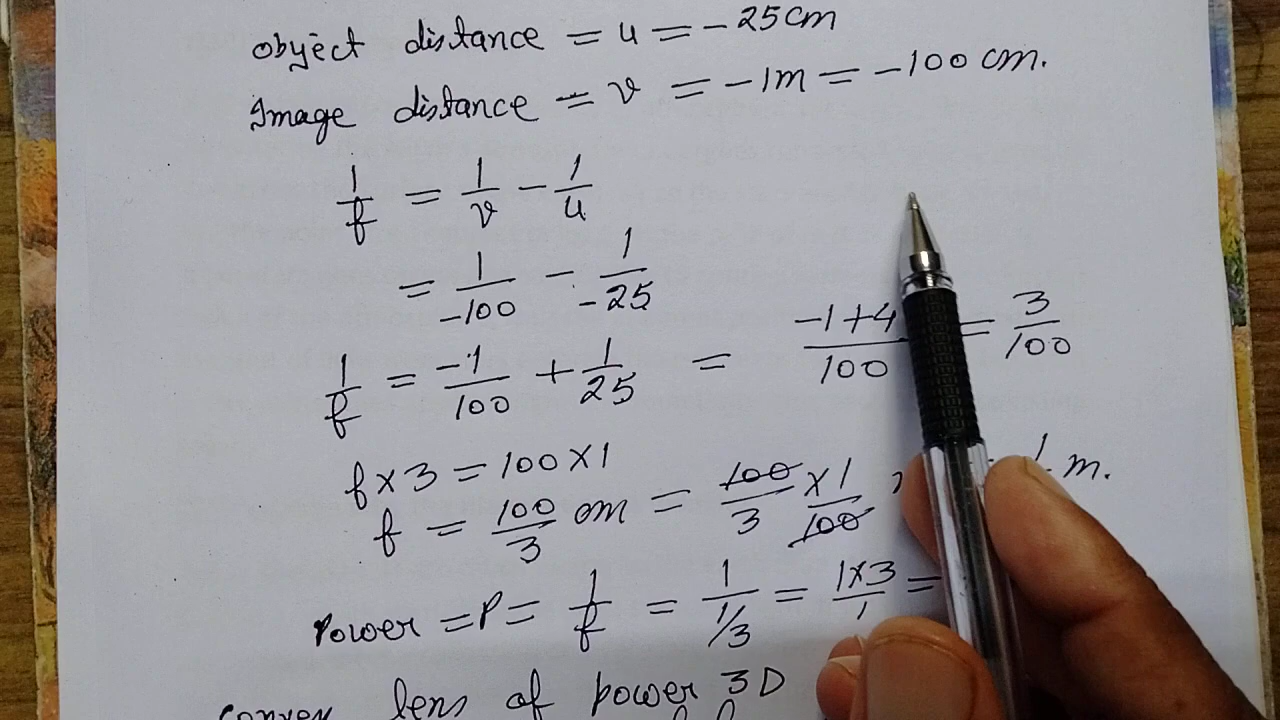 object distance = u = -25cm
Image distance = v = -1m = -100 cm.
1/f = 1/v - 1/u
= 1/-100 - 1/-25
1/f = -1/100 + 1/25 = -1+4/100 = 3/100
f×3 = 100×1
f = 100/3 cm = 100/3 × 1/100 m.
Power = P = 1/f = 1/1/3 = 1×3/1 =
Convex lens of power 3D